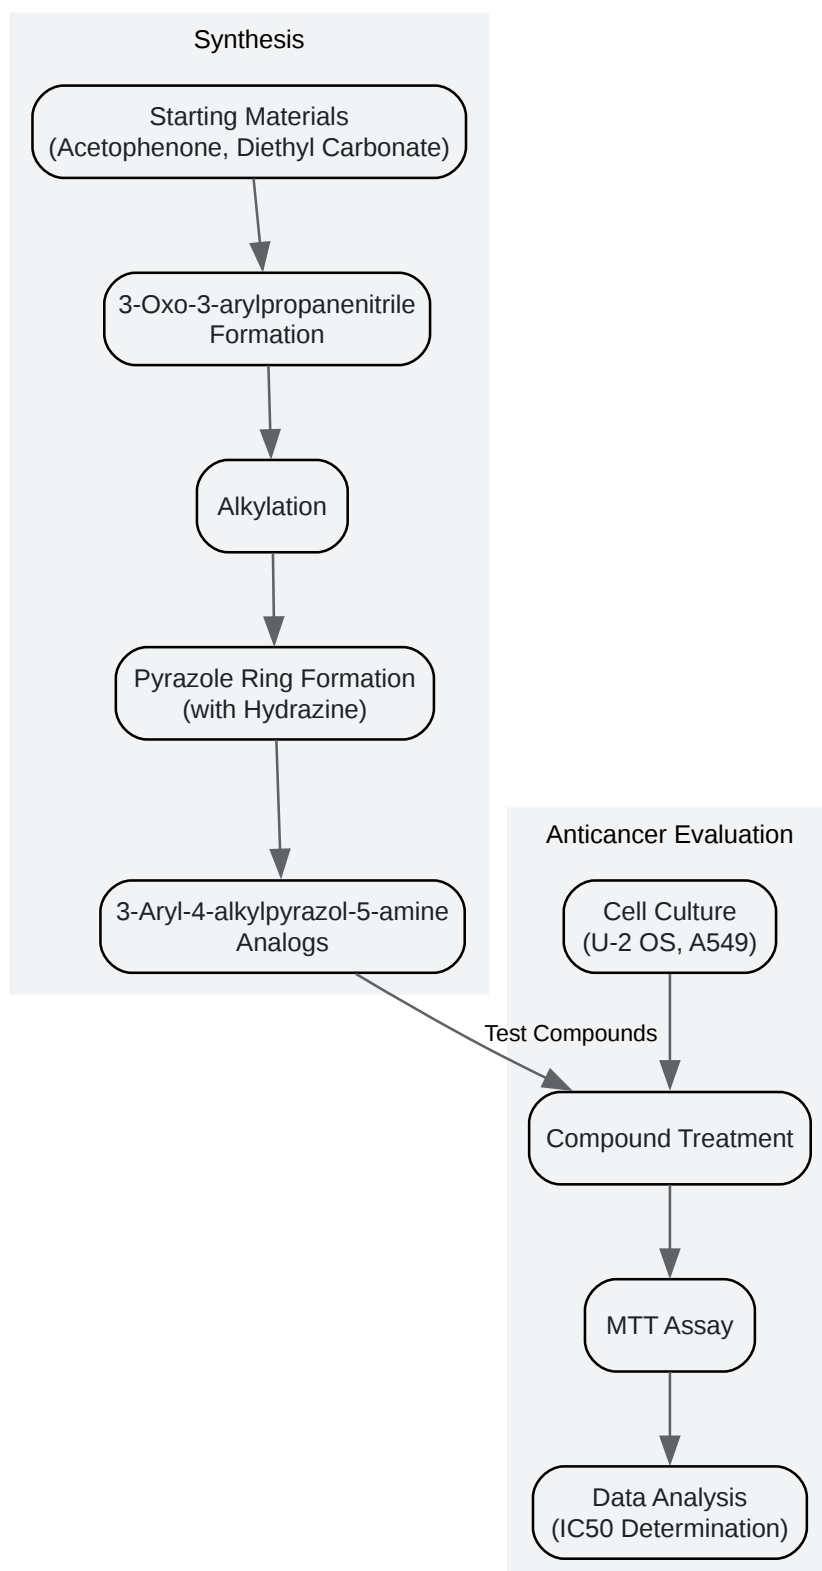 Synthesis
Starting Materials
(Acetophenone, Diethyl Carbonate)
3-Oxo-3-arylpropanenitrile
Formation
Alkylation
Pyrazole Ring Formation
(with Hydrazine)
3-Aryl-4-alkylpyrazol-5-amine
Analogs
Anticancer Evaluation
Cell Culture
(U-2 OS, A549)
Test Compounds
Compound Treatment
MTT Assay
Data Analysis
(IC50 Determination)